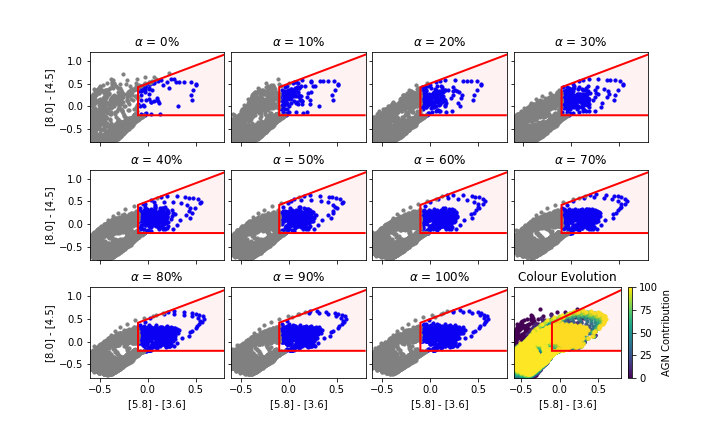 α = 0% α = 10% α = 20% α = 30%
1.0
0.5
0.0
−0.5
[8.0] - [4.5]
α = 40% α = 50% α = 60% α = 70%
1.0
0.5
0.0
−0.5
[8.0] - [4.5]
α = 80% α = 90% α = 100% Colour Evolution
1.0
0.5
0.0
−0.5
[8.0] - [4.5]
100
75
50
25
0
AGN Contribution
−0.5 0.0 0.5 −0.5 0.0 0.5 −0.5 0.0 0.5 −0.5 0.0 0.5
[5.8] - [3.6] [5.8] - [3.6] [5.8] - [3.6] [5.8] - [3.6]